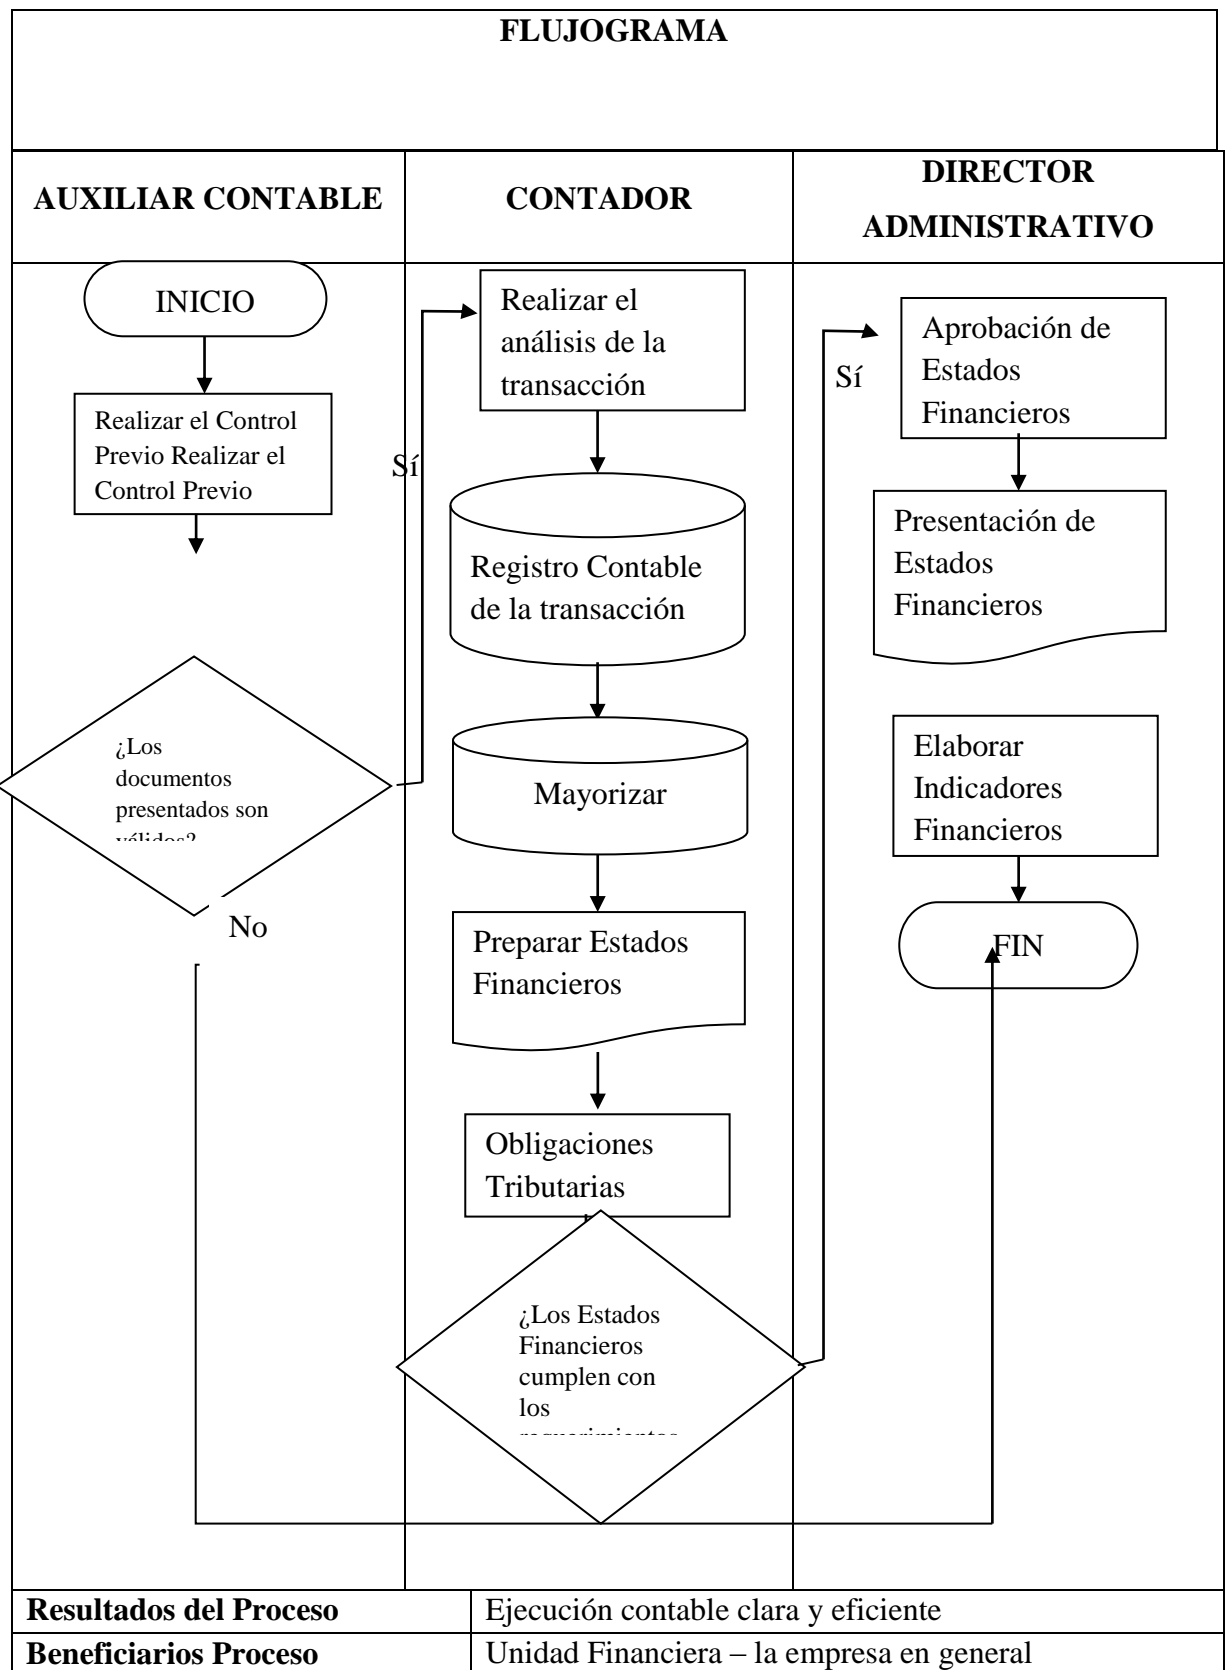 FLUJOGRAMA
AUXILIAR CONTABLE
CONTADOR
DIRECTOR
ADMINISTRATIVO
INICIO
Realizar el Control
Previo Realizar el
Control Previo
¿Los
documentos
presentados son
válidos?
No
Sí
Realizar el
análisis de la
transacción
Registro Contable
de la transacción
Mayorizar
Preparar Estados
Financieros
Obligaciones
Tributarias
¿Los Estados
Financieros
cumplen con
los
requerimientos
Sí
Aprobación de
Estados
Financieros
Presentación de
Estados
Financieros
Elaborar
Indicadores
Financieros
FIN
Resultados del Proceso
Ejecución contable clara y eficiente
Beneficiarios Proceso
Unidad Financiera – la empresa en general